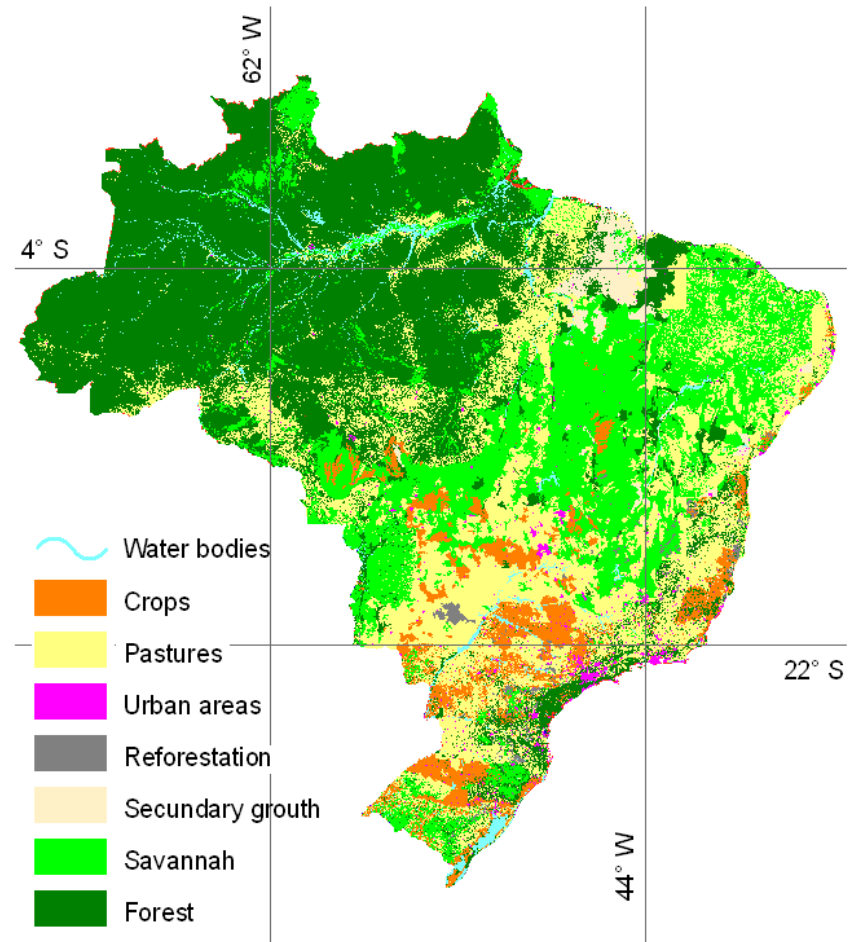 62° W
4° S
Water bodies
Crops
Pastures
22° S
Urban areas
Reforestation
Secundary grouth
Savannah
44° W
Forest